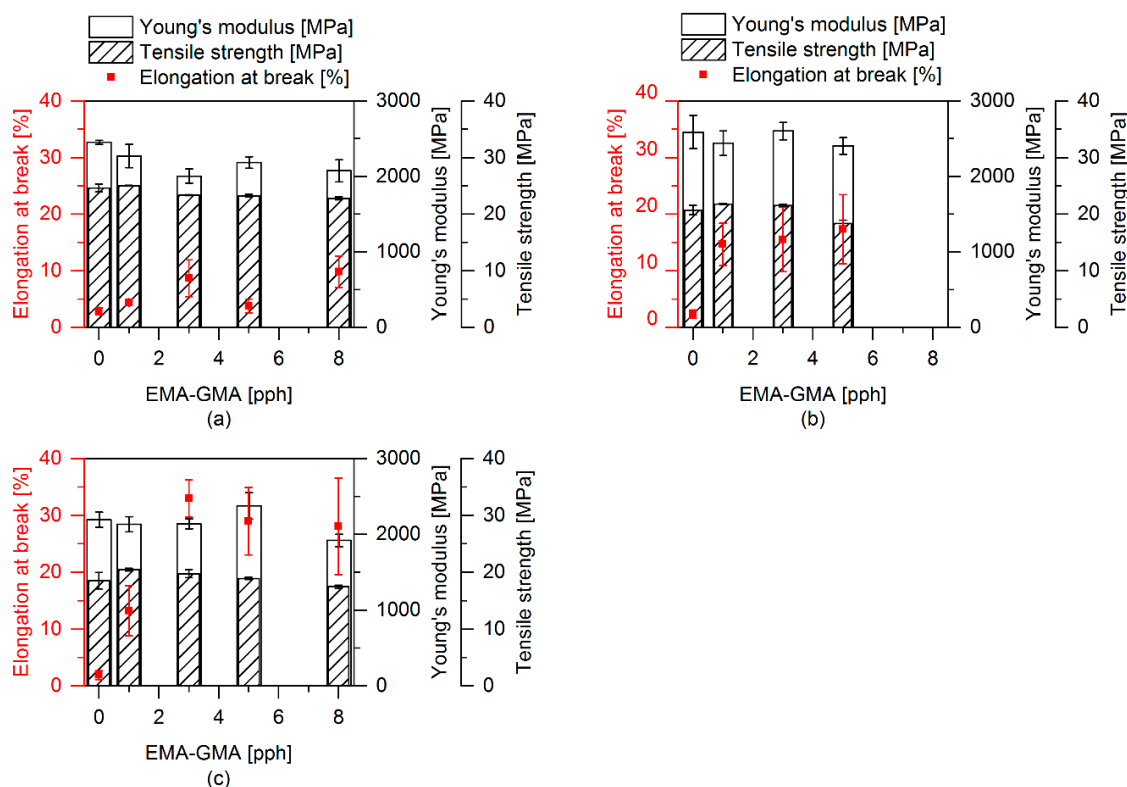 Young's modulus [MPa]
Tensile strength [MPa]
Elongation at break [%]
Elongation at break [%]
0
10
20
30
40
0
1000
2000
3000
Young's modulus [MPa]
0
10
20
30
40
Tensile strength [MPa]
0 2 4 6 8
EMA-GMA [pph]
(a)
Young's modulus [MPa]
Tensile strength [MPa]
Elongation at break [%]
Elongation at break [%]
0
10
20
30
40
0
1000
2000
3000
Young's modulus [MPa]
0
10
20
30
40
Tensile strength [MPa]
0 2 4 6 8
EMA-GMA [pph]
(b)
Elongation at break [%]
0
10
20
30
40
0
1000
2000
3000
Young's modulus [MPa]
0
10
20
30
40
Tensile strength [MPa]
0 2 4 6 8
EMA-GMA [pph]
(c)